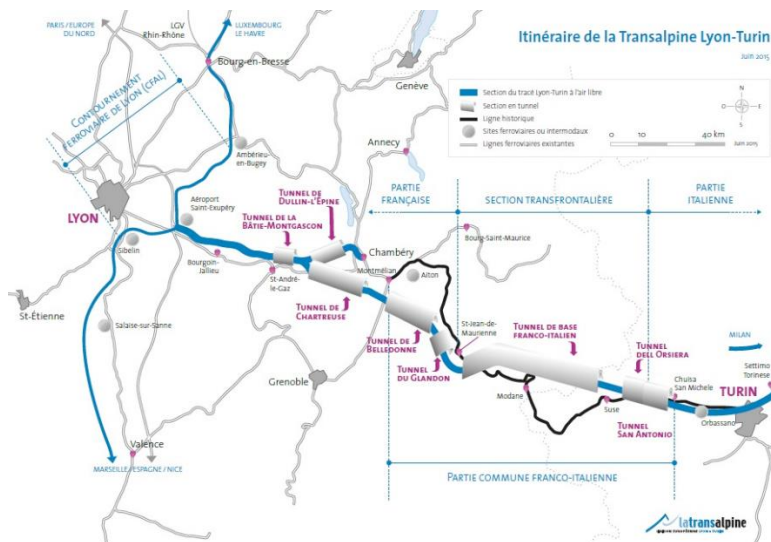 PARIS / EUROPE
DU NORD
LGV
Rhin-Rhône
LUXEMBOURG
LE HAVRE
Bourg-en-Bresse
Genève
Itinéraire de la Transalpine Lyon-Turin
Juin 2015
Section du tracé Lyon-Turin à l'air libre
Section en tunnel
Ligne historique
Sites ferroviaires ou intermodaux
Lignes ferroviaires existantes
N
O
E
S
0 10 40 km
Juin 2015
CONTOURNEMENT
FERROVIAIRE DE LYON (CFAL)
Ambérieu
en-Bugey
Annecy
LYON
Aéroport
Saint-Exupéry
TUNNEL DE
DULLIN-L'ÉPINE
TUNNEL DE LA
BÂTIE-MONTGASCON
PARTIE
FRANÇAISE
SECTION TRANSFRONTALIÈRE
PARTIE
ITALIENNE
Sibelin
Bourgoin-
Jallieu
St-André-
le-Gaz
Chambéry
Montmélian
Aiton
Bourg-Saint-Maurice
St-Étienne
Salaise-sur-Sanne
TUNNEL DE
CHARTREUSE
TUNNEL DE
BELLEDONNE
TUNNEL
DU GLANDON
St-Jean-de-
Maurienne
TUNNEL DE BASE
FRANCO-ITALIEN
TUNNEL
DELL'ORSIERA
MILAN
Settimo
Torinese
Grenoble
Modane
Suse
Chuisa
San Michele
TURIN
Orbassano
TUNNEL
SAN ANTONIO
Valence
MARSEILLE / ESPAGNE / NICE
PARTIE COMMUNE FRANCO-ITALIENNE
latransalpine